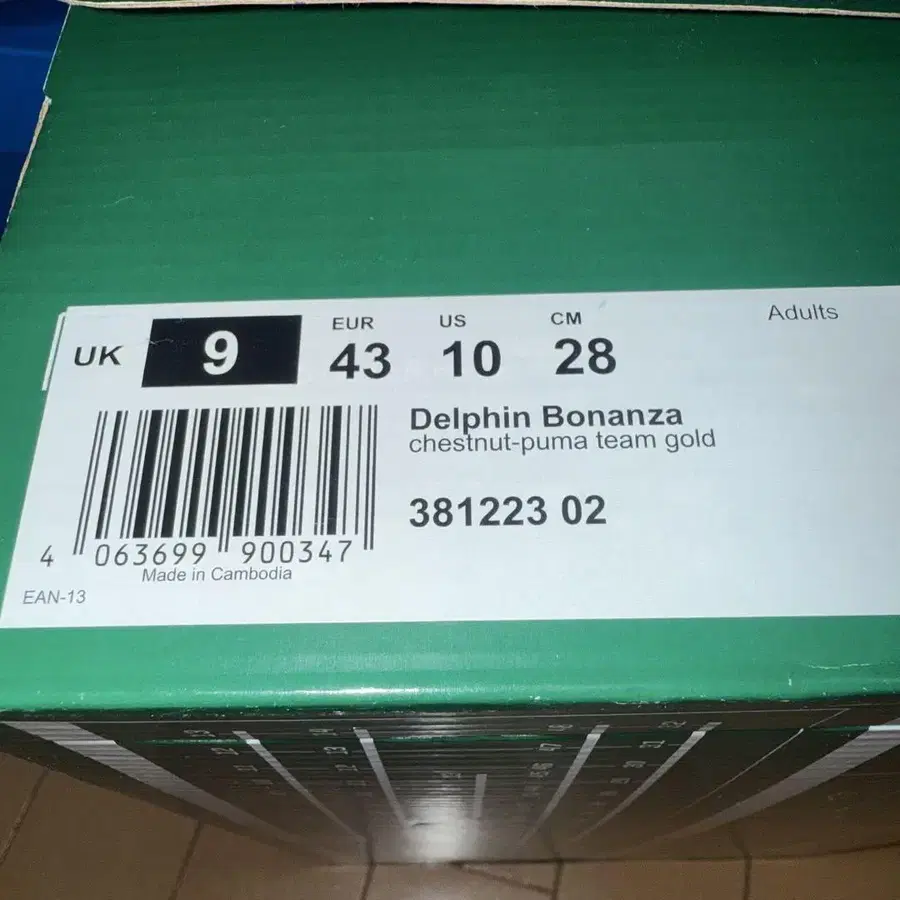 Adults
UK 9 EUR 43 US 10 CM 28
Delphin Bonanza
chestnut-puma team gold
381223 02
4 063699 900347
Made in Cambodia
EAN-13